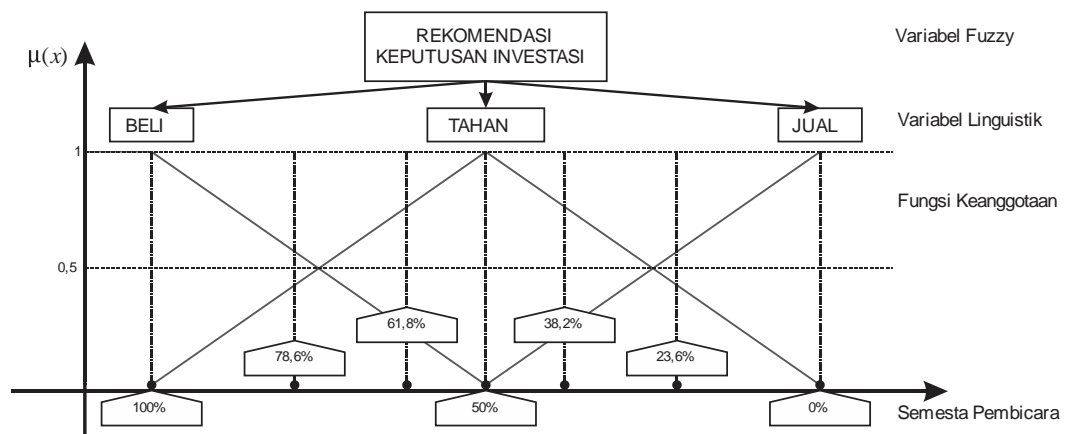 REKOMENDASI
KEPUTUSAN INVESTASI
Variabel Fuzzy
μ(x)
BELI
TAHAN
JUAL
Variabel Linguistik
1
Fungsi Keanggotaan
0,5
61,8%
38,2%
78,6%
23,6%
100%
50%
0%
Semesta Pembicara